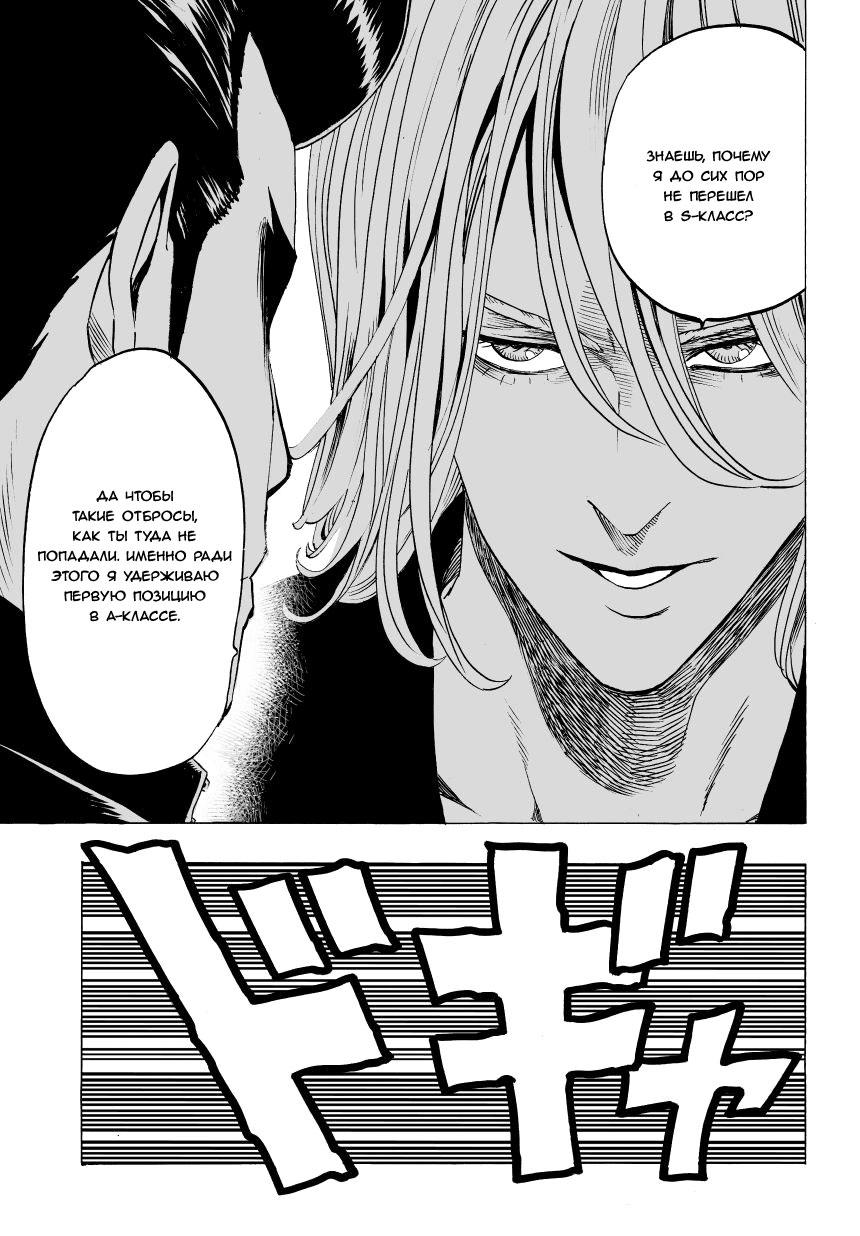 ЗНАЕШЬ, ПОЧЕМУ
Я ДО СИХ ПОР
НЕ ПЕРЕШЕЛ
В S-КЛАСС?
ДА ЧТОБЫ
ТАКИЕ ОТБРОСЫ,
КАК ТЫ ТУДА НЕ
ПОПАДАЛИ. ИМЕННО РАДИ
ЭТОГО Я УДЕРЖИВАЮ
ПЕРВУЮ ПОЗИЦИЮ
В А-КЛАССЕ.
ドギャ